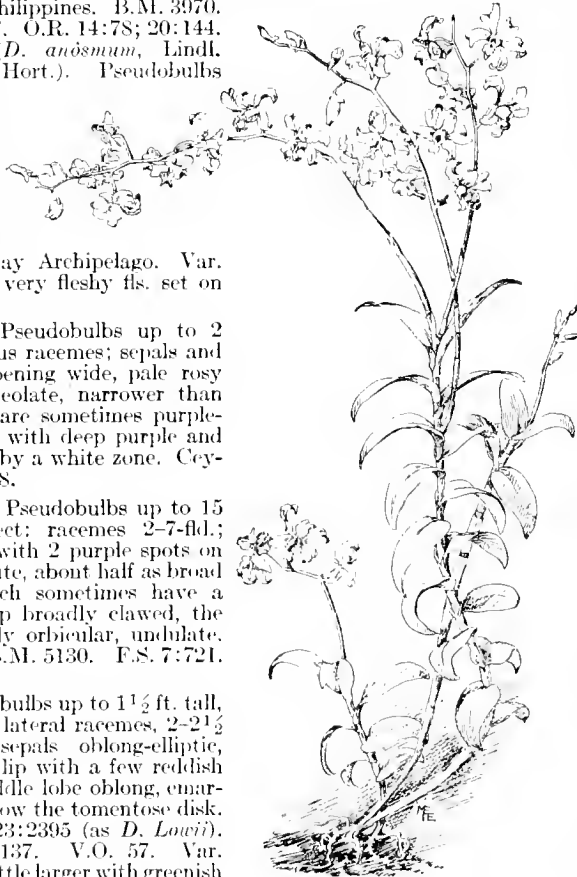 hilippines. B.M. 3970.
O.R. 14:78; 20:144.
D. anòsmum, Lindl.
Hort.). Pseudobulbs
ay Archipelago. Var.
very fleshy fls. set on
Pseudobulbs up to 2
us racemes; sepals and
pening wide, pale rosy
eolate, narrower than
are sometimes purple-
with deep purple and
by a white zone. Cey-
S.
Pseudobulbs up to 15
ect: racemes 2-7-fld.;
with 2 purple spots on
ute, about half as broad
ch sometimes have a
p broadly clawed, the
ly orbicular, undulate.
B.M. 5130. F.S. 7:721.
bulbs up to 1½ ft. tall,
lateral racemes, 2-2½
sepals oblong-elliptic,
lip with a few reddish
ddle lobe oblong, emar-
ow the tomentose disk.
23:2395 (as D. Lowii).
137. V.O. 57. Var.
ttle larger with greenish